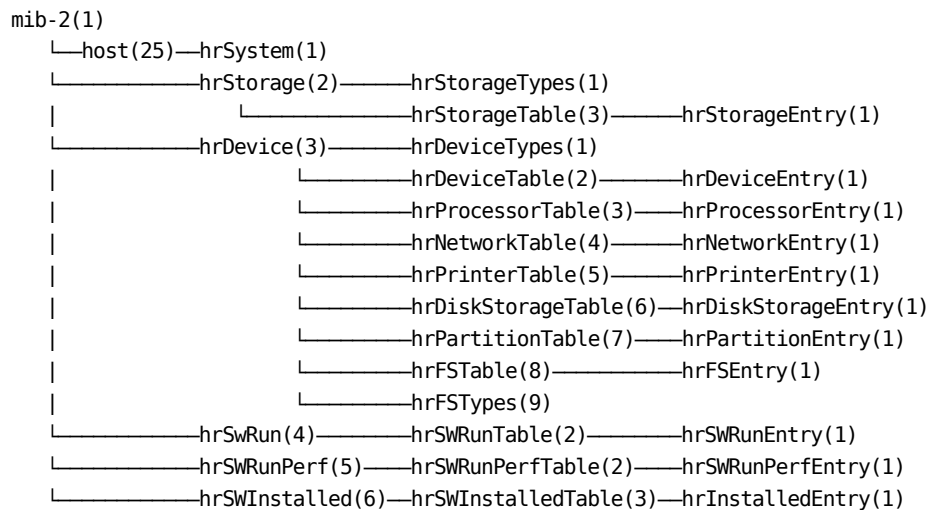 mib-2(1)
└──host(25)──hrSystem(1)
└─────────────hrStorage(2)───────hrStorageTypes(1)
| └───────────────hrStorageTable(3)──────hrStorageEntry(1)
└─────────────hrDevice(3)────────hrDeviceTypes(1)
| └─────────hrDeviceTable(2)───────hrDeviceEntry(1)
| └─────────hrProcessorTable(3)────hrProcessorEntry(1)
| └─────────hrNetworkTable(4)──────hrNetworkEntry(1)
| └─────────hrPrinterTable(5)──────hrPrinterEntry(1)
| └─────────hrDiskStorageTable(6)──hrDiskStorageEntry(1)
| └─────────hrPartitionTable(7)────hrPartitionEntry(1)
| └─────────hrFSTable(8)───────────hrFSEntry(1)
| └─────────hrFSTypes(9)
└─────────────hrSwRun(4)─────────hrSWRunTable(2)────────hrSWRunEntry(1)
└─────────────hrSWRunPerf(5)────hrSWRunPerfTable(2)────hrSWRunPerfEntry(1)
└─────────────hrSWInstalled(6)──hrSWInstalledTable(3)──hrInstalledEntry(1)